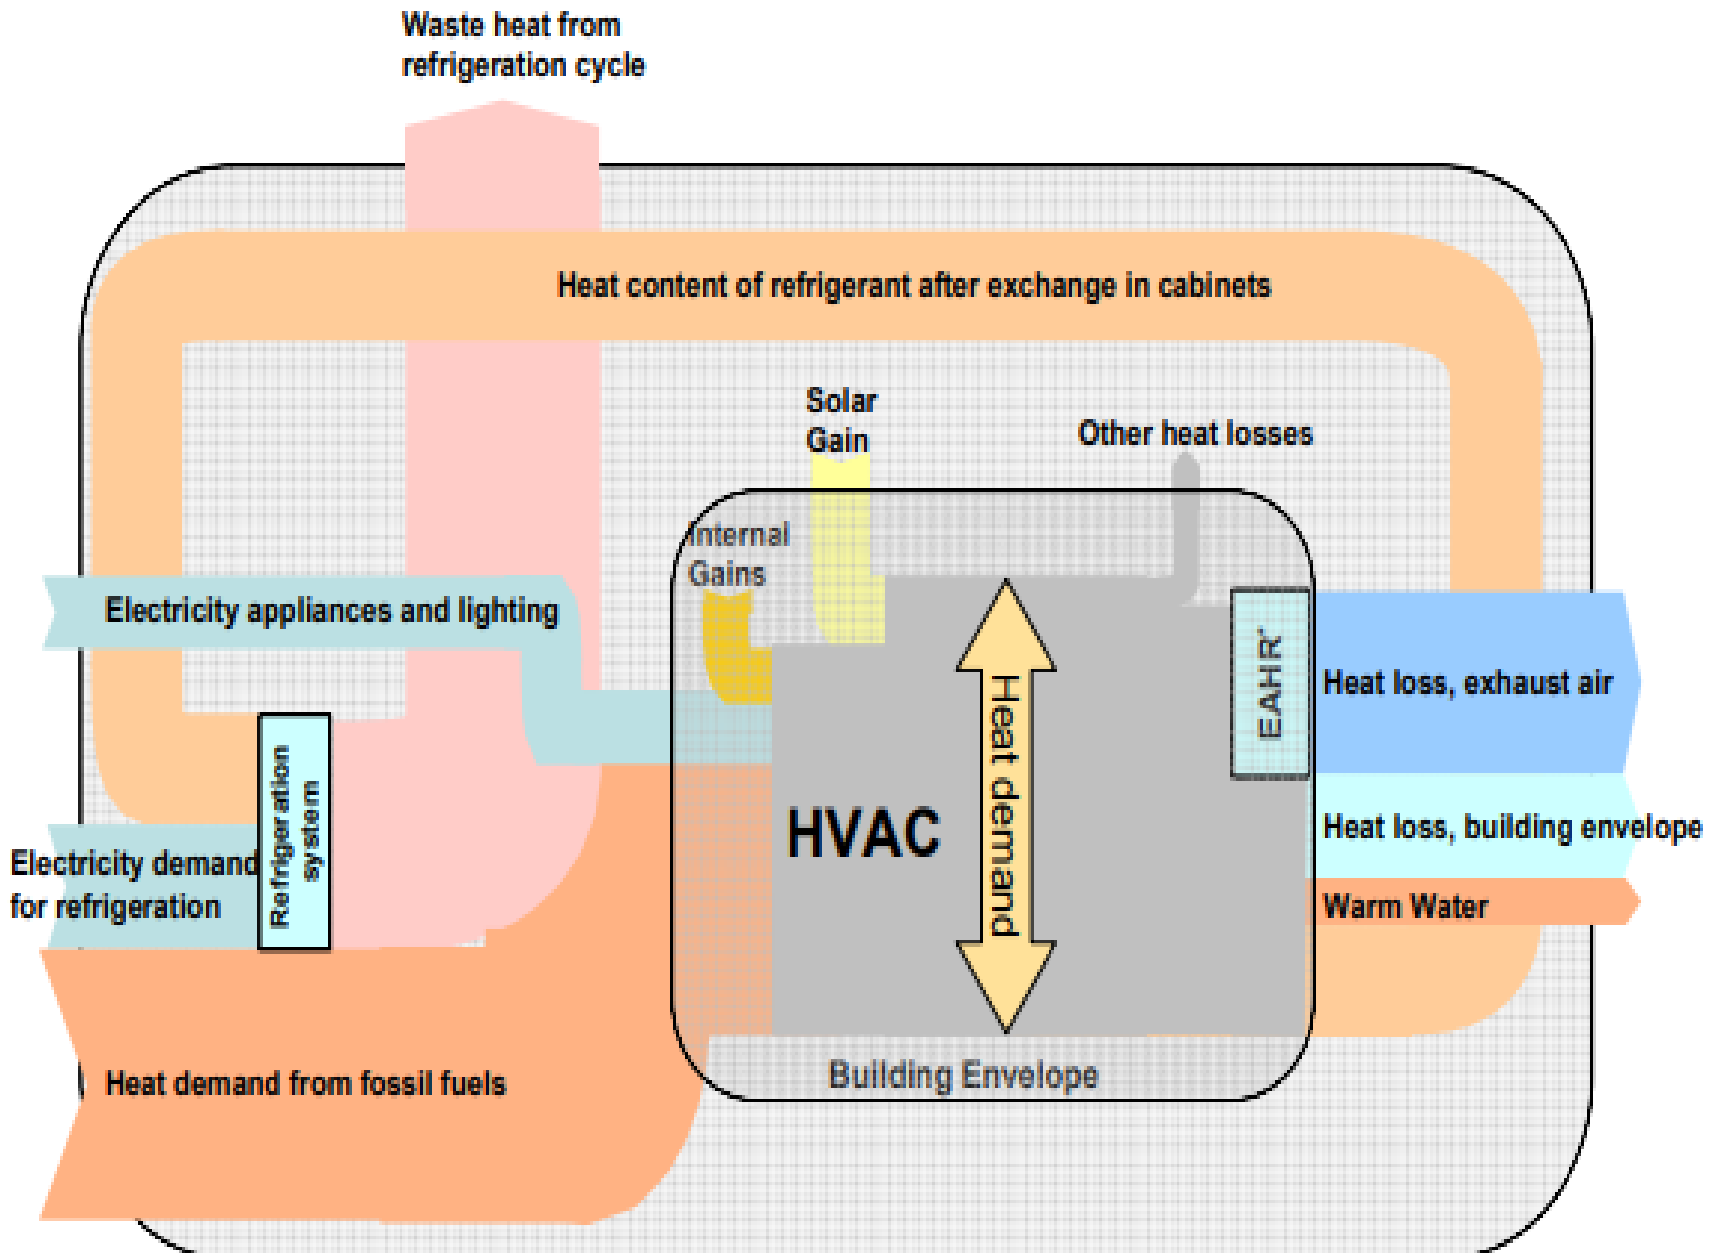 Waste heat from
refrigeration cycle
Heat content of refrigerant after exchange in cabinets
Solar
Gain
Other heat losses
Internal
Gains
Electricity appliances and lighting
EAHR*
Heat loss, exhaust air
Refrigeration
system
Heat demand
HVAC
Heat loss, building envelope
Electricity demand
for refrigeration
Warm Water
Heat demand from fossil fuels
Building Envelope